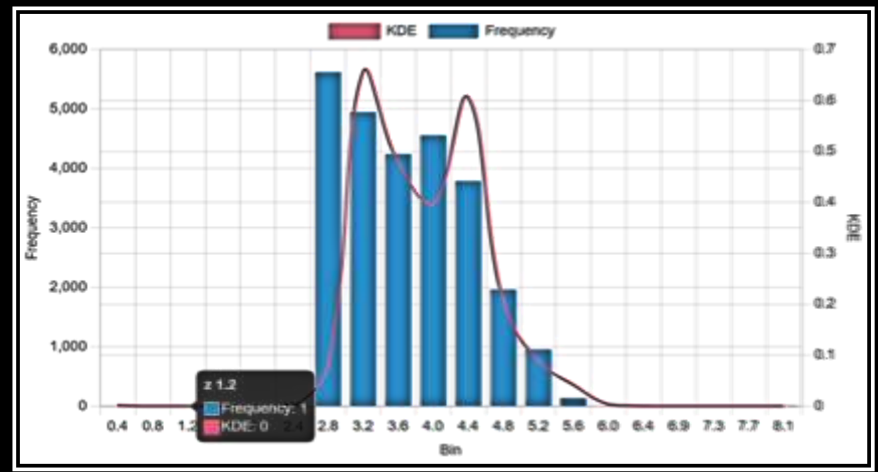 KDE Frequency
6,000
5,000
4,000
3,000
2,000
1,000
0
Frequency
0.7
0.6
0.5
0.4
0.3
0.2
0.1
0
KDE
z 1.2
Frequency: 1
KDE: 0
0.4 0.8 1.2 2.4 2.8 3.2 3.6 4.0 4.4 4.8 5.2 5.6 6.0 6.4 6.9 7.3 7.7 8.1
Bin